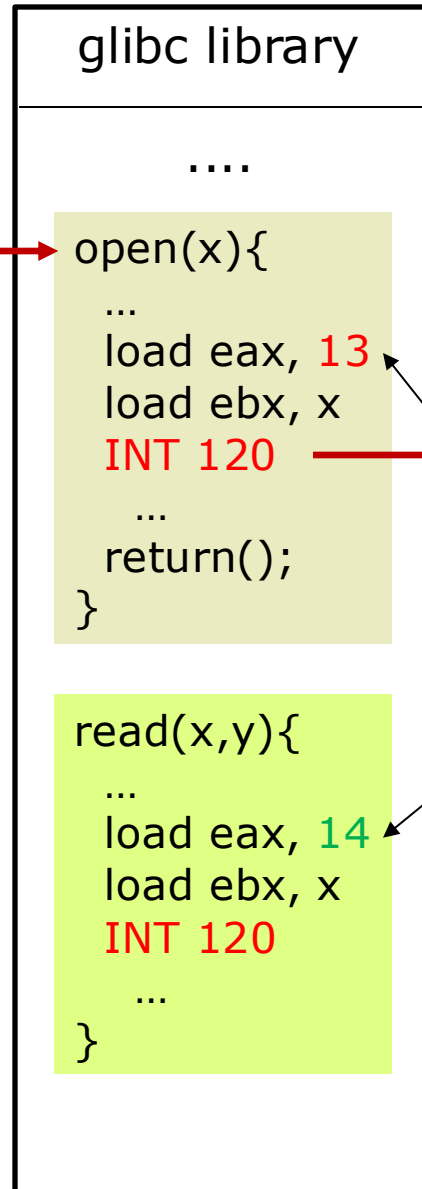 glibc library
....
open(x){
…
load eax, 13
load ebx, x
INT 120
…
return();
}
read(x,y){
…
load eax, 14
load ebx, x
INT 120
…
}